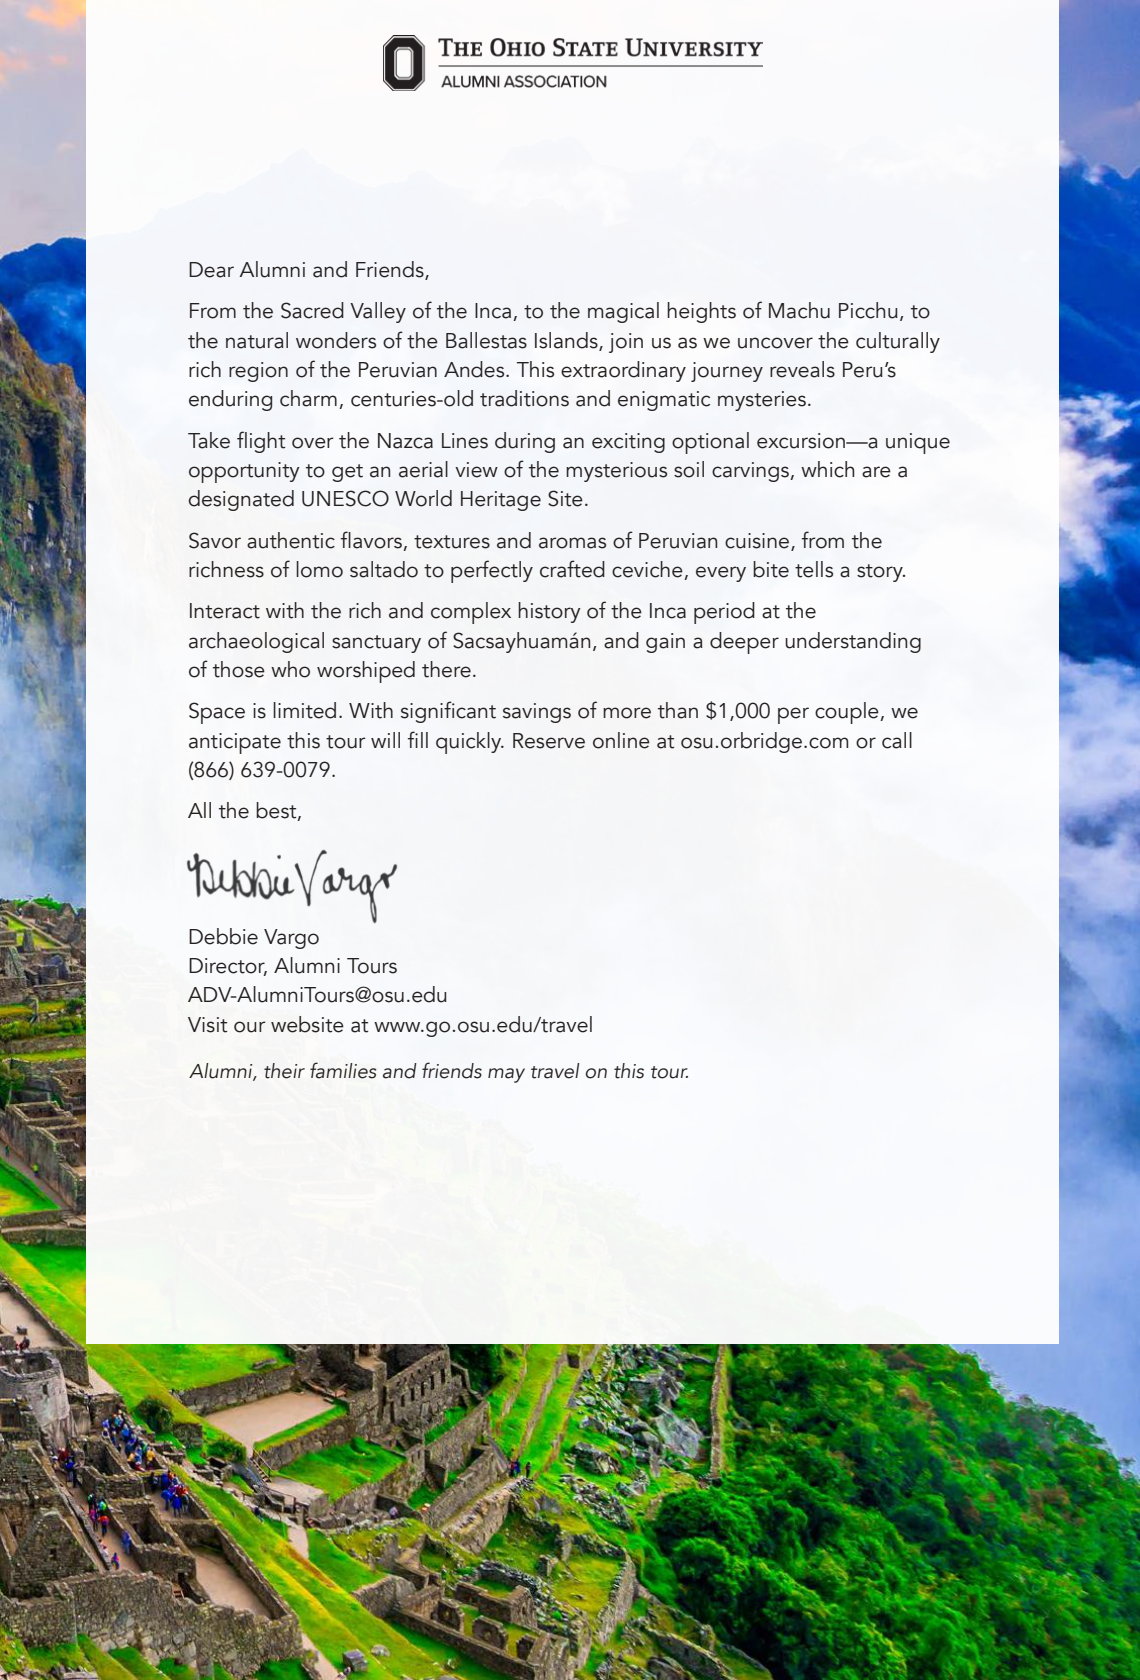 THE OHIO STATE UNIVERSITY
ALUMNI ASSOCIATION
Dear Alumni and Friends,
From the Sacred Valley of the Inca, to the magical heights of Machu Picchu, to
the natural wonders of the Ballestas Islands, join us as we uncover the culturally
rich region of the Peruvian Andes. This extraordinary journey reveals Peru’s
enduring charm, centuries-old traditions and enigmatic mysteries.
Take flight over the Nazca Lines during an exciting optional excursion—a unique
opportunity to get an aerial view of the mysterious soil carvings, which are a
designated UNESCO World Heritage Site.
Savor authentic flavors, textures and aromas of Peruvian cuisine, from the
richness of lomo saltado to perfectly crafted ceviche, every bite tells a story.
Interact with the rich and complex history of the Inca period at the
archaeological sanctuary of Sacsayhuamán, and gain a deeper understanding
of those who worshiped there.
Space is limited. With significant savings of more than $1,000 per couple, we
anticipate this tour will fill quickly. Reserve online at osu.orbridge.com or call
(866) 639-0079.
All the best,
Debbie Vargo
Debbie Vargo
Director, Alumni Tours
ADV-AlumniTours@osu.edu
Visit our website at www.go.osu.edu/travel
Alumni, their families and friends may travel on this tour.